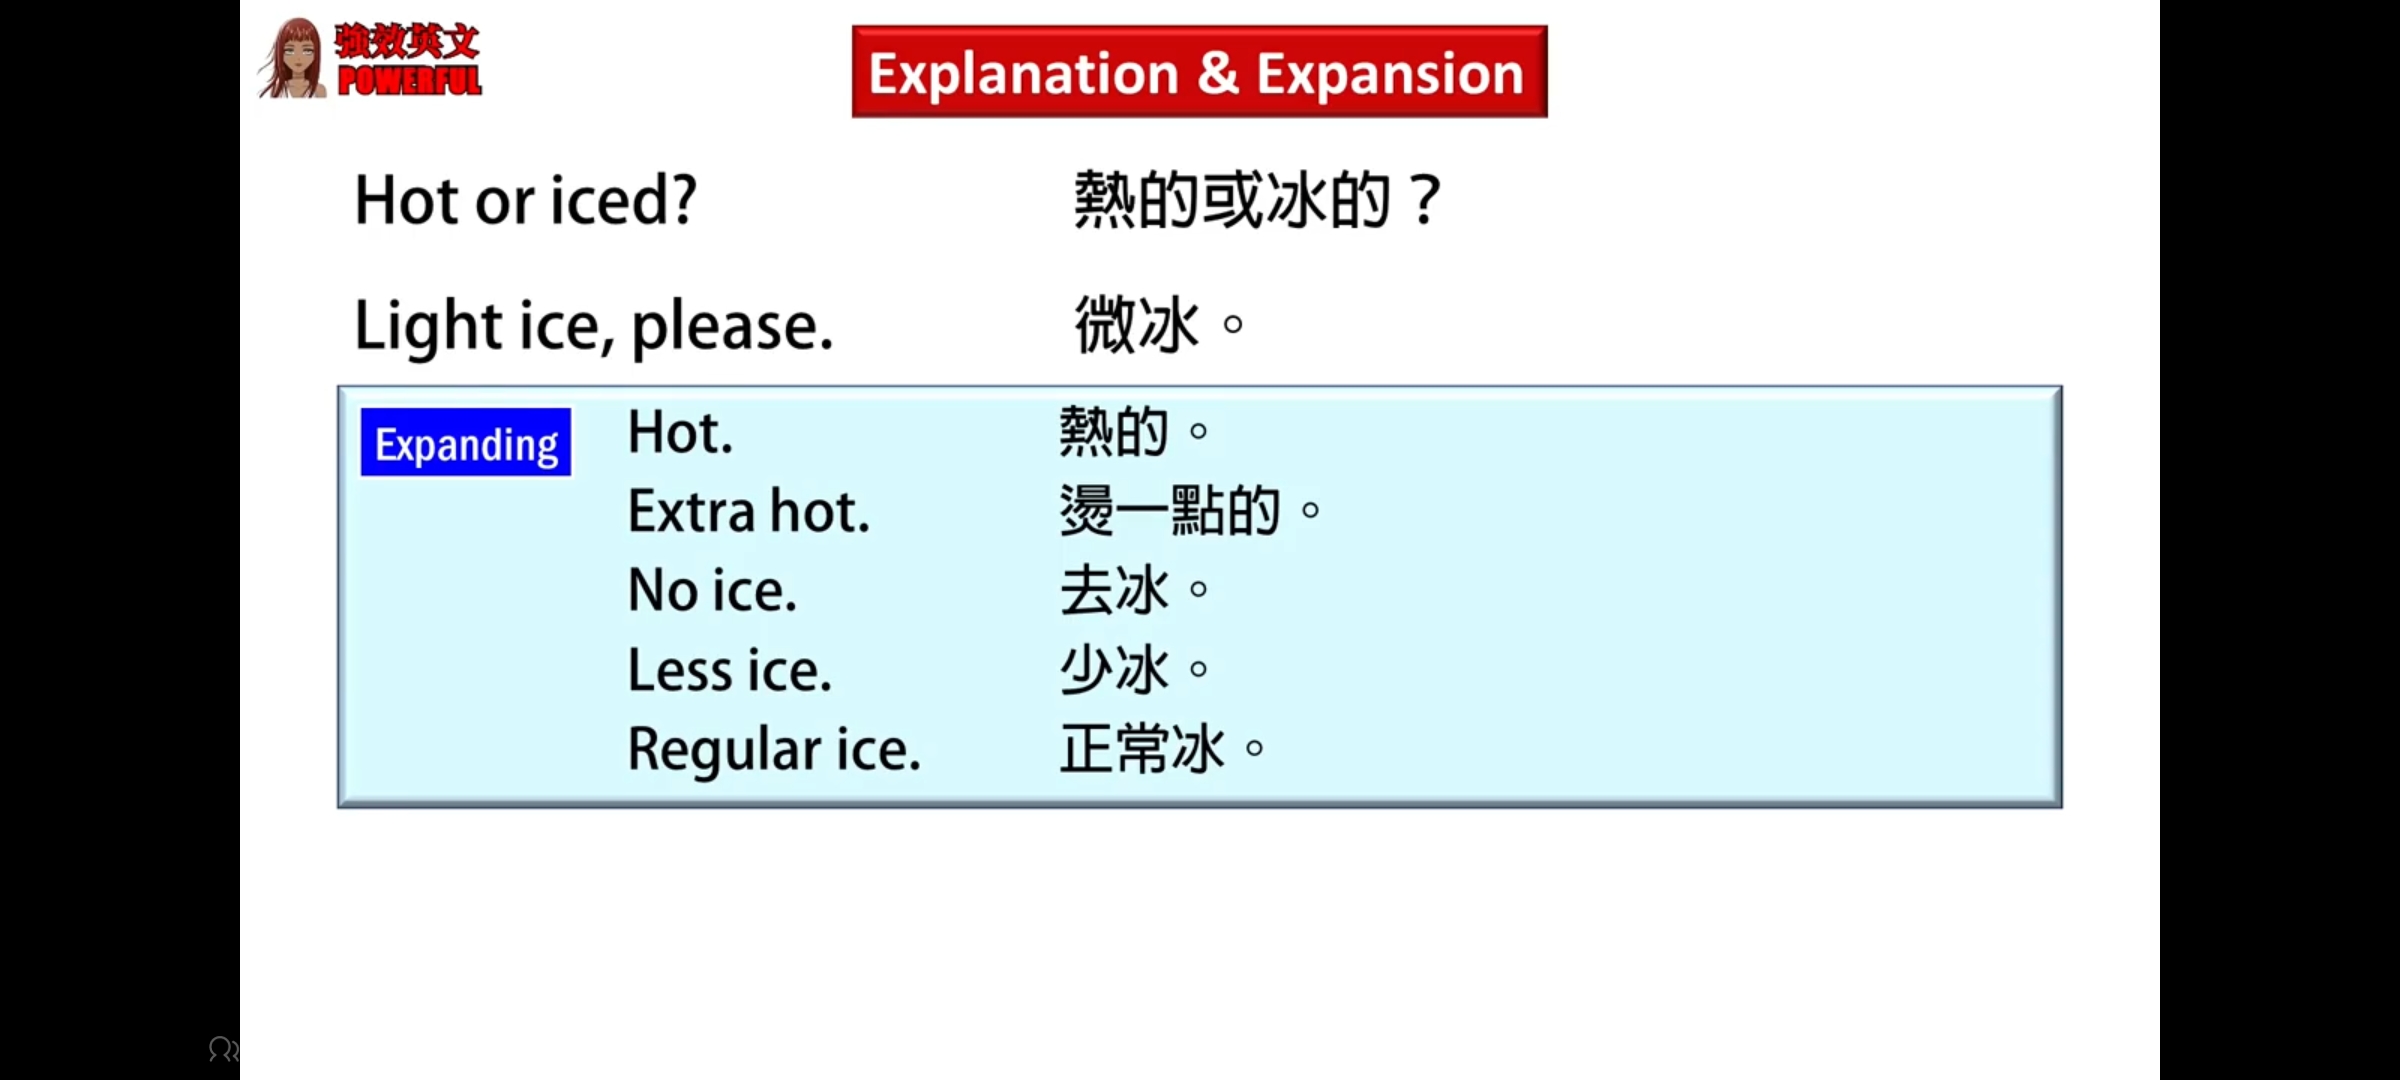 強效英文
POWERFUL
Explanation & Expansion
Hot or iced? 熱的或冰的？
Light ice, please. 微冰。
Expanding Hot. 熱的。
Extra hot. 燙一點的。
No ice. 去冰。
Less ice. 少冰。
Regular ice. 正常冰。